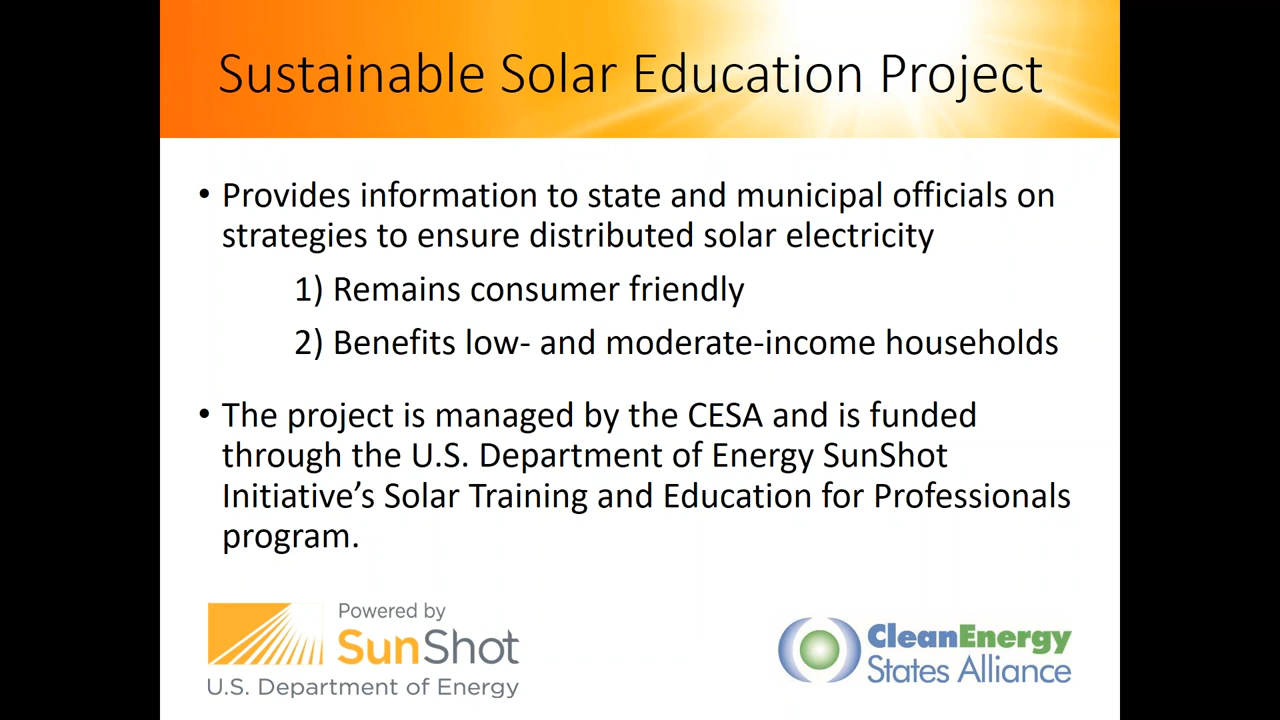 Sustainable Solar Education Project
• Provides information to state and municipal officials on
strategies to ensure distributed solar electricity
1) Remains consumer friendly
2) Benefits low- and moderate-income households
• The project is managed by the CESA and is funded
through the U.S. Department of Energy SunShot
Initiative’s Solar Training and Education for Professionals
program.
Powered by
SunShot
U.S. Department of Energy
CleanEnergy
States Alliance